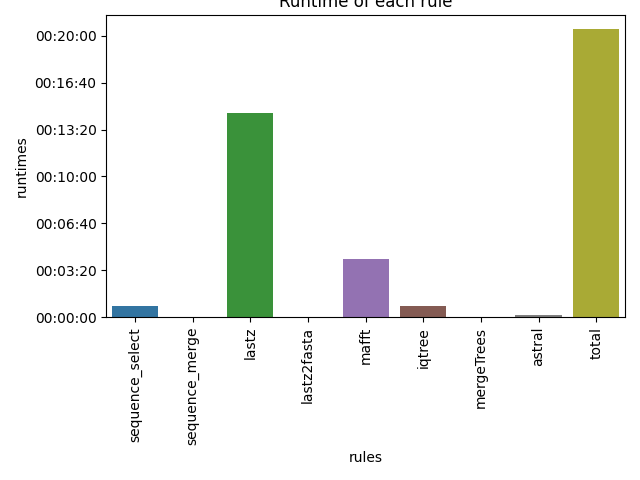 Runtime of each rule
00:20:00
00:16:40
00:13:20
00:10:00
00:06:40
00:03:20
00:00:00
runtimes
sequence_select
sequence_merge
lastz
lastz2fasta
mafft
iqtree
mergeTrees
astral
total
rules